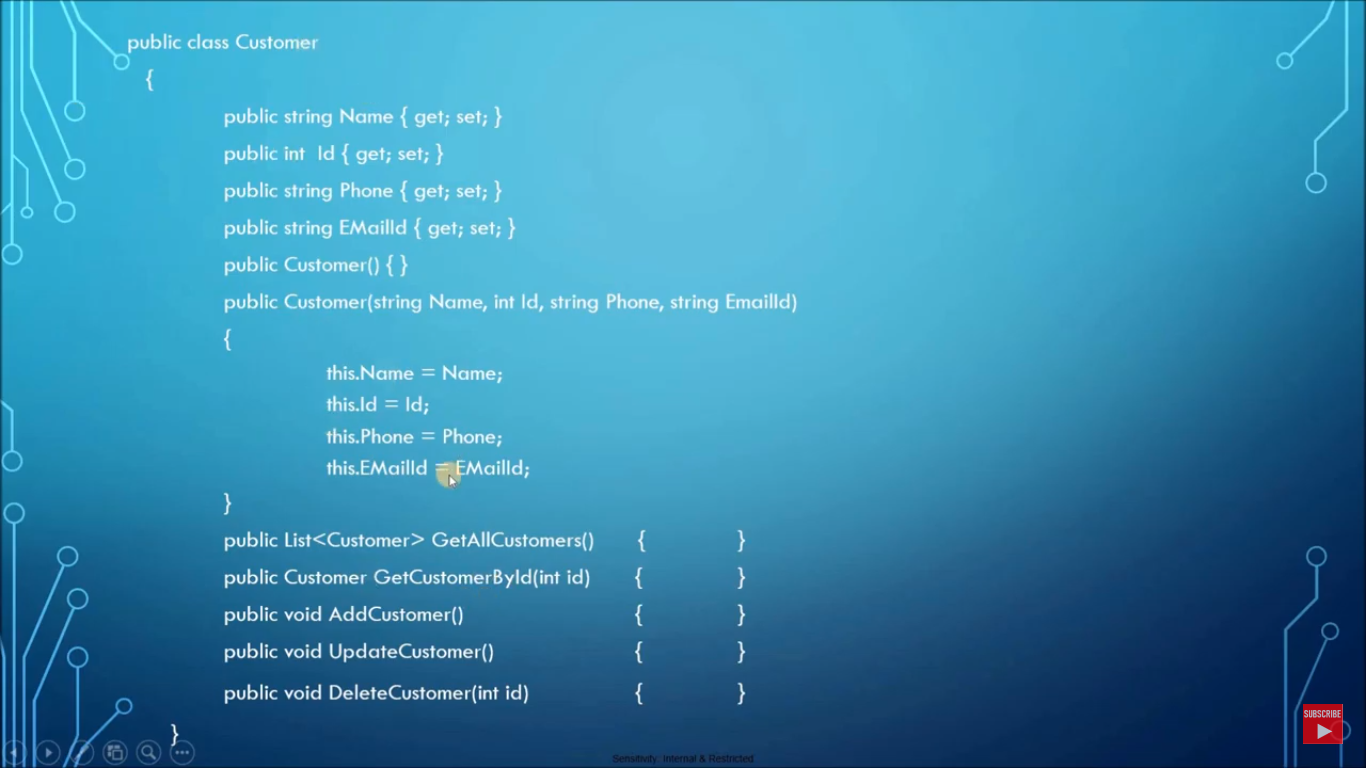 public class Customer
{
public string Name { get; set; }
public int Id { get; set; }
public string Phone { get; set; }
public string EMailId { get; set; }
public Customer() { }
public Customer(string Name, int Id, string Phone, string EmailId)
{
this.Name = Name;
this.Id = Id;
this.Phone = Phone;
this.EMailId = EMailId;
}
public List<Customer> GetAllCustomers() { }
public Customer GetCustomerById(int id) { }
public void AddCustomer() { }
public void UpdateCustomer() { }
public void DeleteCustomer(int id) { }
}
SUBSCRIBE
Sensitivity: Internal & Restricted